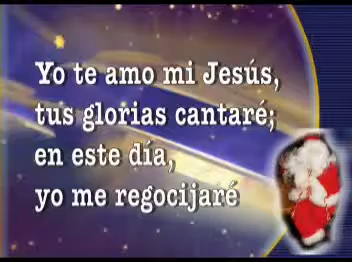 Yo te amo mi Jesús,
tus glorias cantaré;
en este día,
yo me regocijaré